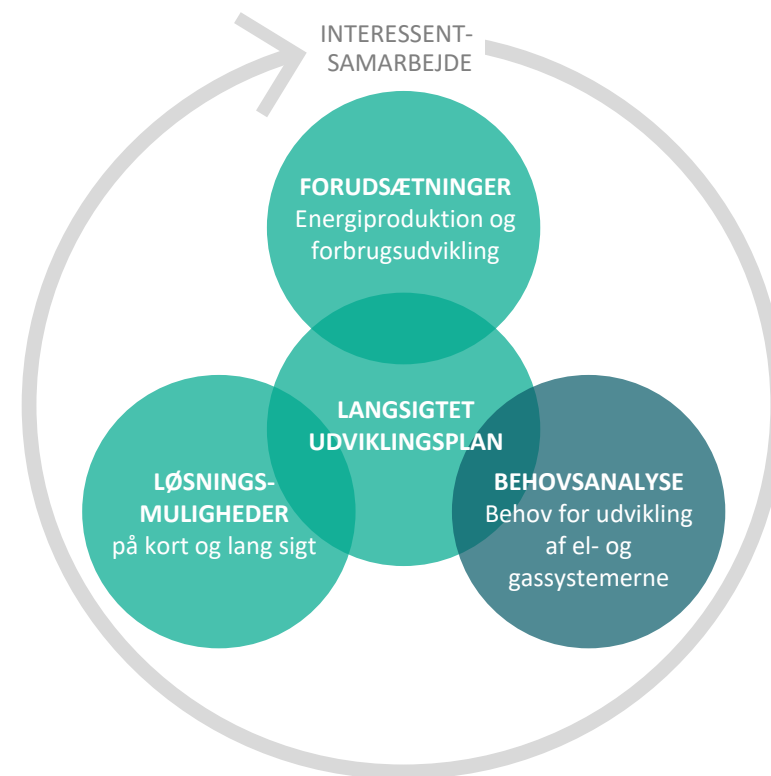 INTERESSENT-
SAMARBEJDE
FORUDSÆTNINGER
Energiproduktion og
forbrugsudvikling
LANGSIGTET
UDVIKLINGSPLAN
LØSNINGS-
MULIGHEDER
på kort og lang sigt
BEHOVSANALYSE
Behov for udvikling
af el- og
gassystemerne